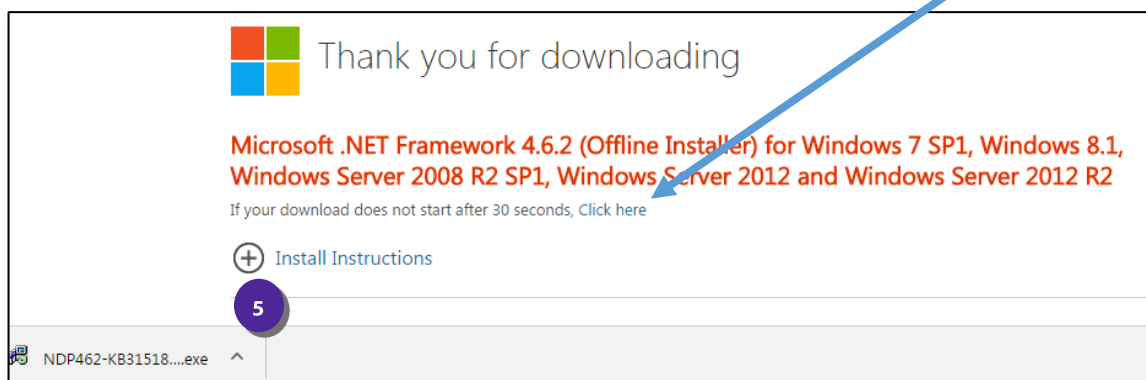 Thank you for downloading
Microsoft .NET Framework 4.6.2 (Offline Installer) for Windows 7 SP1, Windows 8.1,
Windows Server 2008 R2 SP1, Windows Server 2012 and Windows Server 2012 R2
If your download does not start after 30 seconds, Click here
Install Instructions
5
NDP462-KB31518....exe